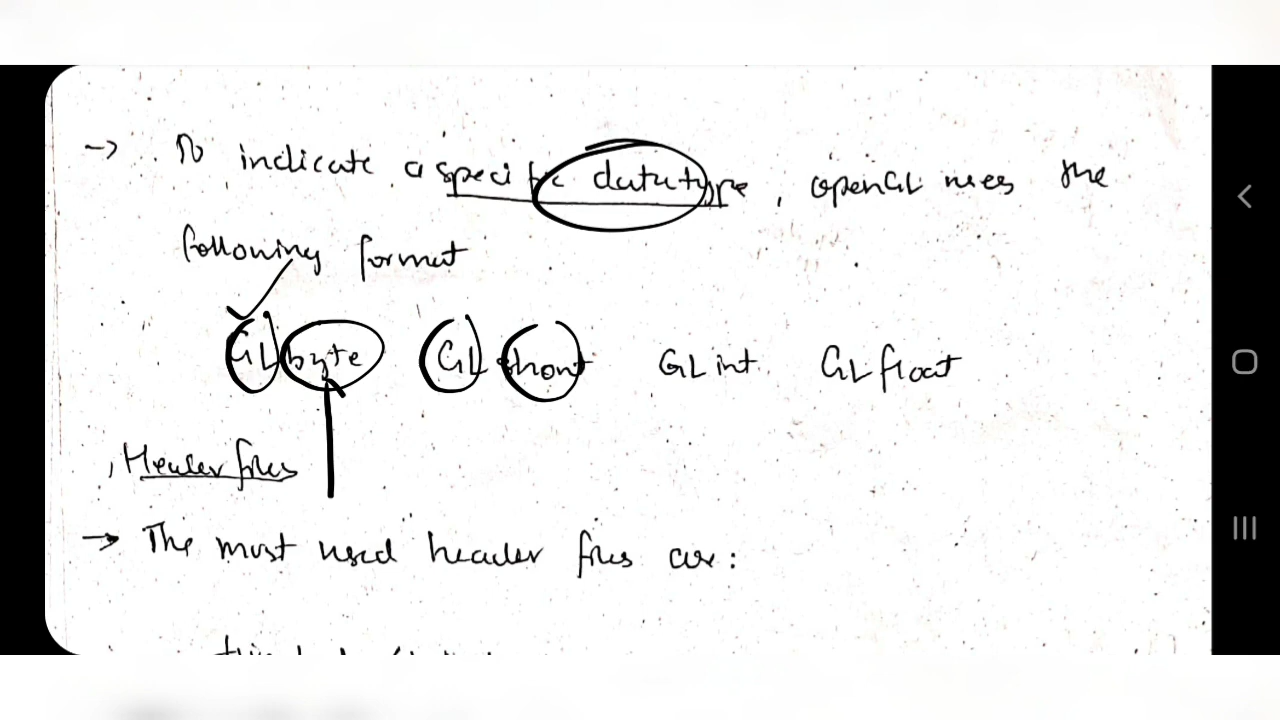 → To indicate a specific datatype, openGL uses the
following format
GLbyte GLshort GLint GLfloat
Header files
→ The most used header files are: